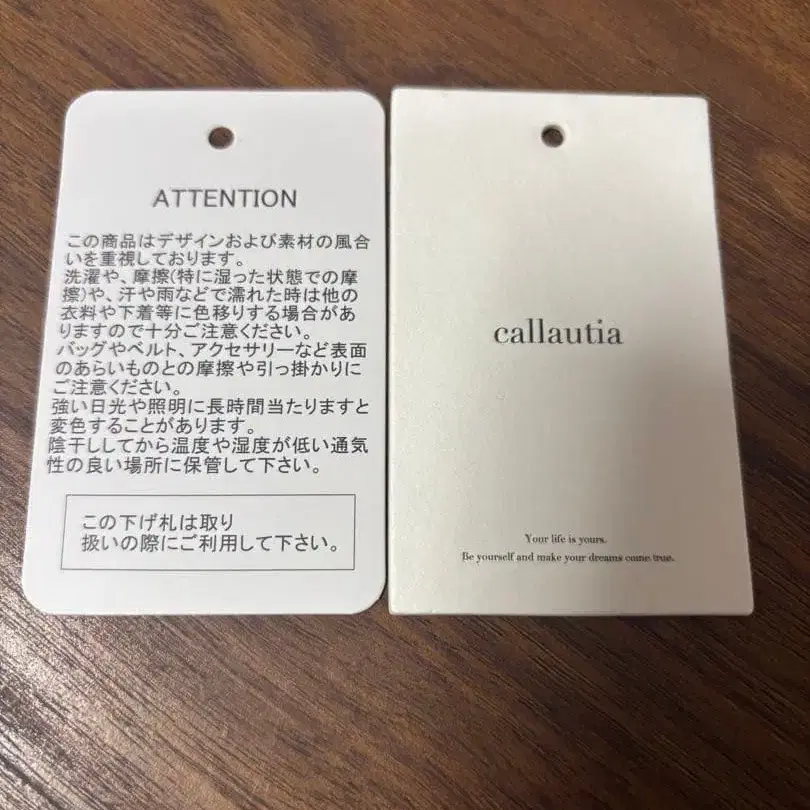 ATTENTION
この商品はデザインおよび素材の風合
いを重視しております。
洗濯や、摩擦(特に湿った状態での摩
擦)や、汗や雨などで濡れた時は他の
衣料や下着等に色移りする場合があ
りますので十分ご注意ください。
バッグやベルト、アクセサリーなど表面
のあらいものとの摩擦や引っ掛かりに
ご注意ください。
強い日光や照明に長時間当たりますと
変色することがあります。
陰干ししてから温度や湿度が低い通気
性の良い場所に保管して下さい。
この下げ札は取り
扱いの際にご利用して下さい。
callautia
Your life is yours.
Be yourself and make your dreams come true.